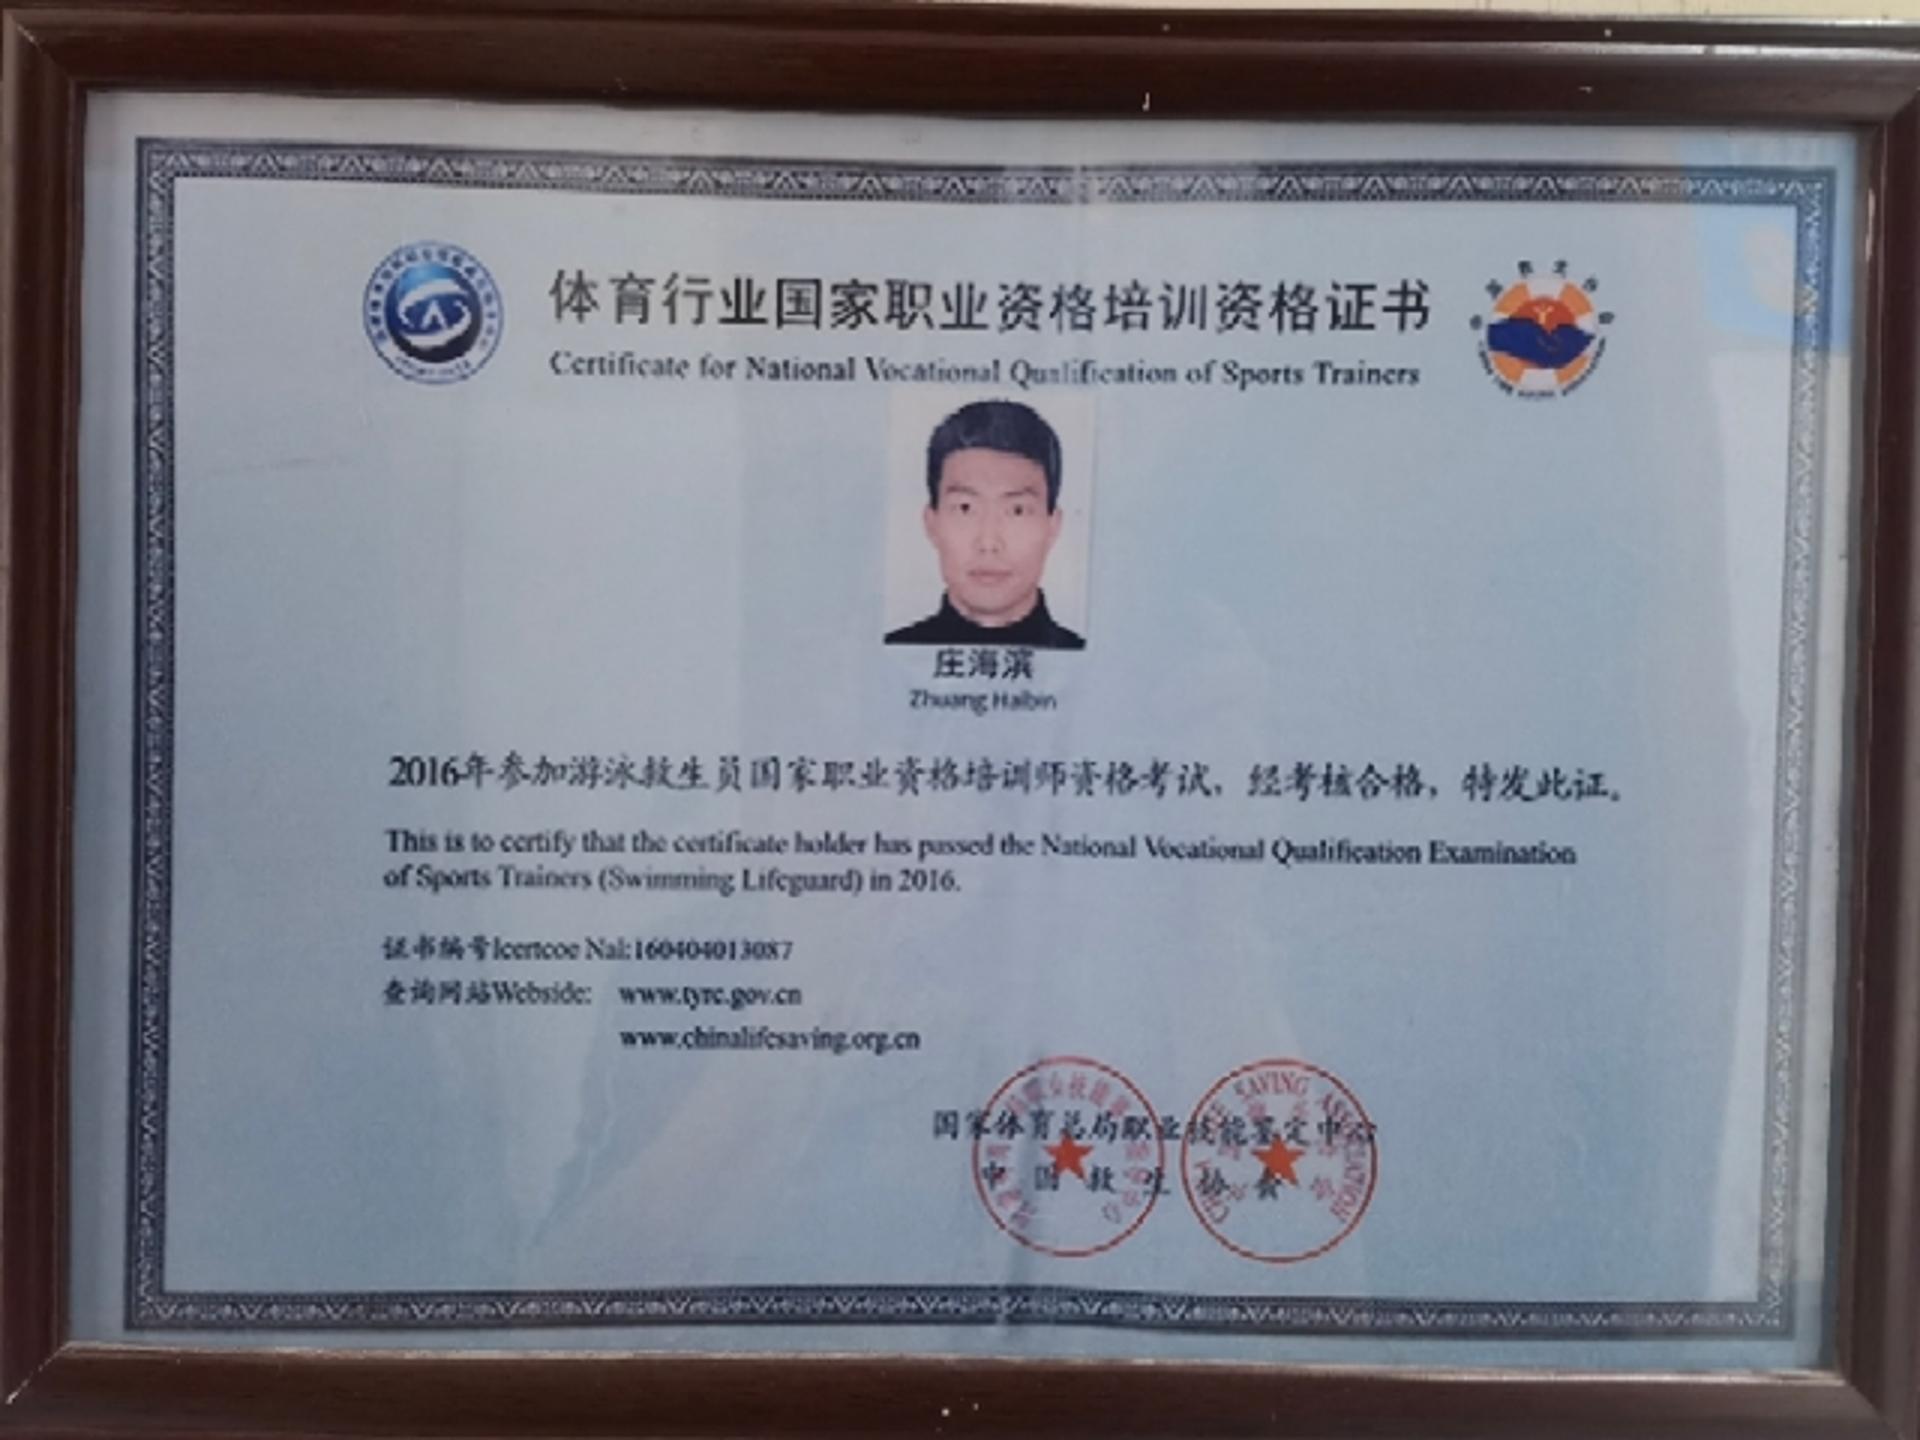 体育行业国家职业资格培训资格证书
Certificate for National Vocational Qualification of Sports Trainers
庄海滨
Zhuang Haibin
2016年参加游泳救生员国家职业资格培训师资格考试，经考核合格，特发此证。
This is to certify that the certificate holder has passed the National Vocational Qualification Examination
of Sports Trainers (Swimming Lifeguard) in 2016.
证书编号Icertcoe Nal:160404013087
查询网站Webside: www.tyrc.gov.cn
www.chinalifesaving.org.cn
国家体育总局职业技能鉴定中心
中国救生协会
SAVING ASSOCIATION